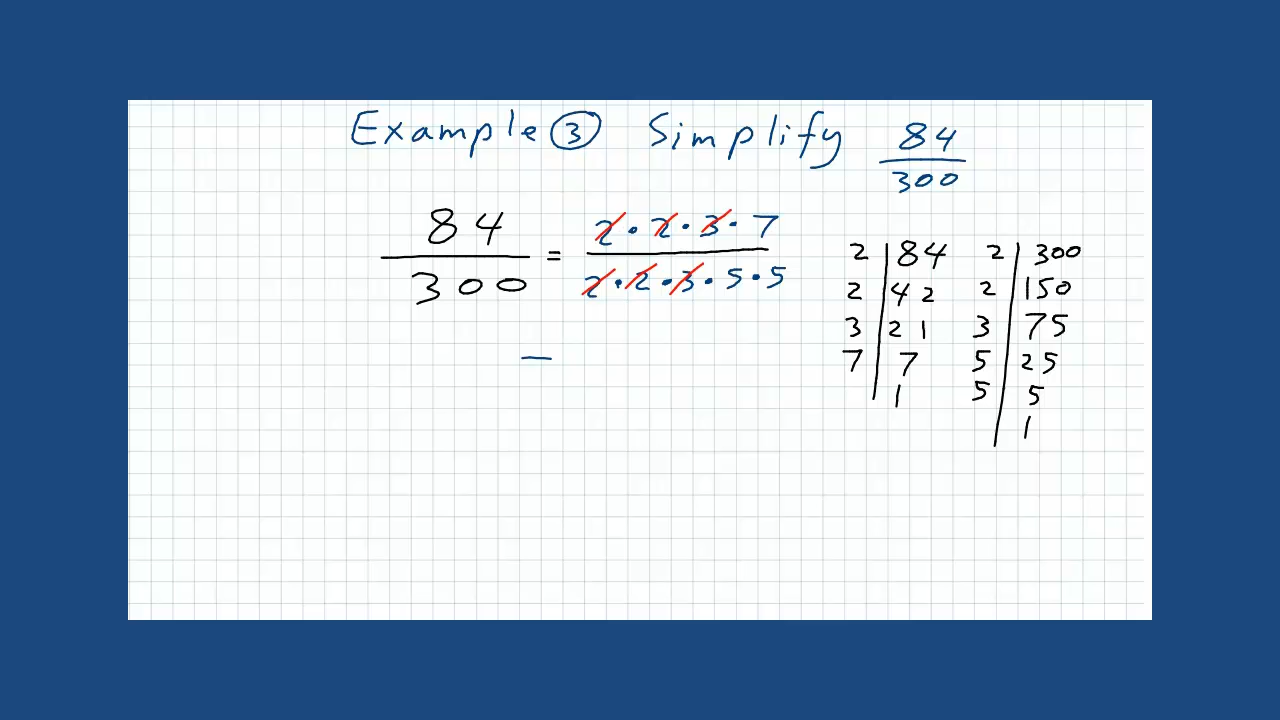 Example ③ Simplify 84/300
84/300 = 2·2·3·7 / 2·2·3·5·5
2 | 84
2 | 42
3 | 21
7 | 7
1
2 | 300
2 | 150
3 | 75
5 | 25
5 | 5
1